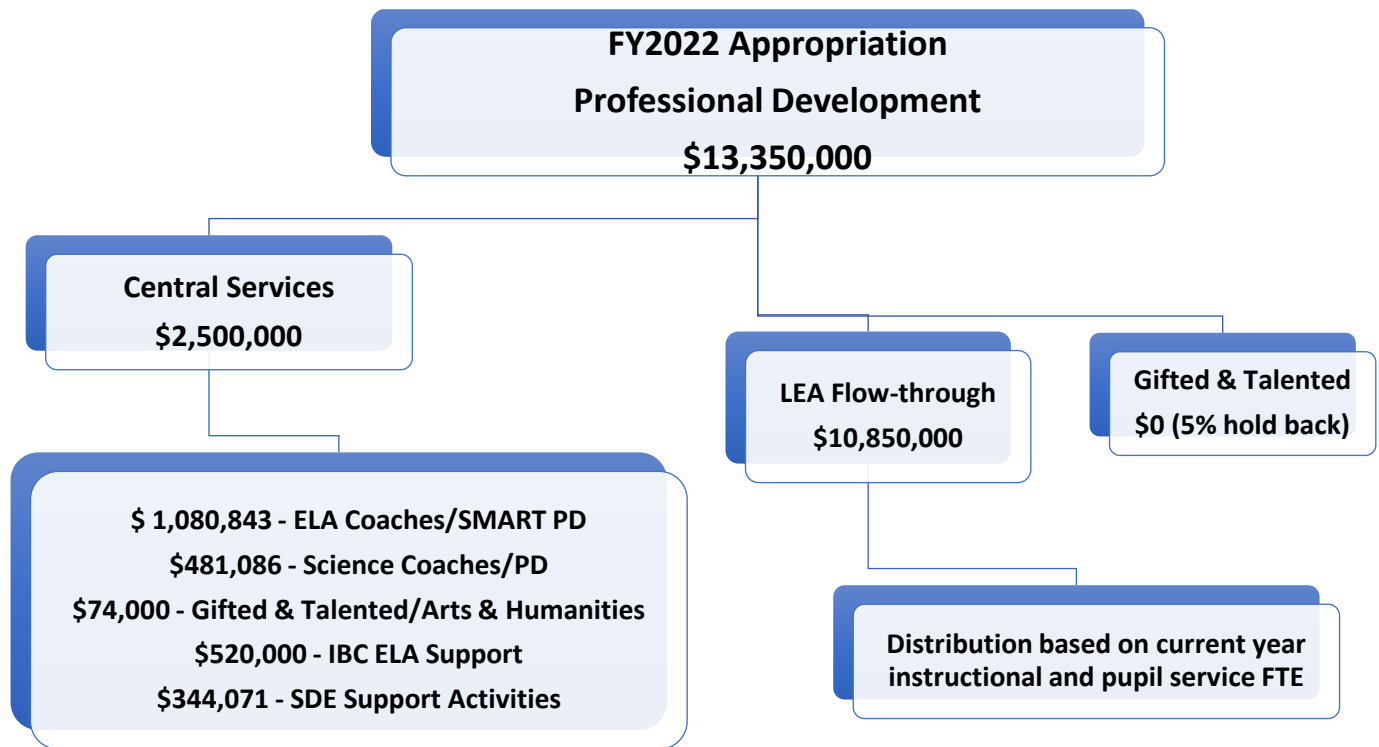 FY2022 Appropriation
Professional Development
$13,350,000
Central Services
$2,500,000
LEA Flow-through
$10,850,000
Gifted & Talented
$0 (5% hold back)
$ 1,080,843 - ELA Coaches/SMART PD
$481,086 - Science Coaches/PD
$74,000 - Gifted & Talented/Arts & Humanities
$520,000 - IBC ELA Support
$344,071 - SDE Support Activities
Distribution based on current year
instructional and pupil service FTE